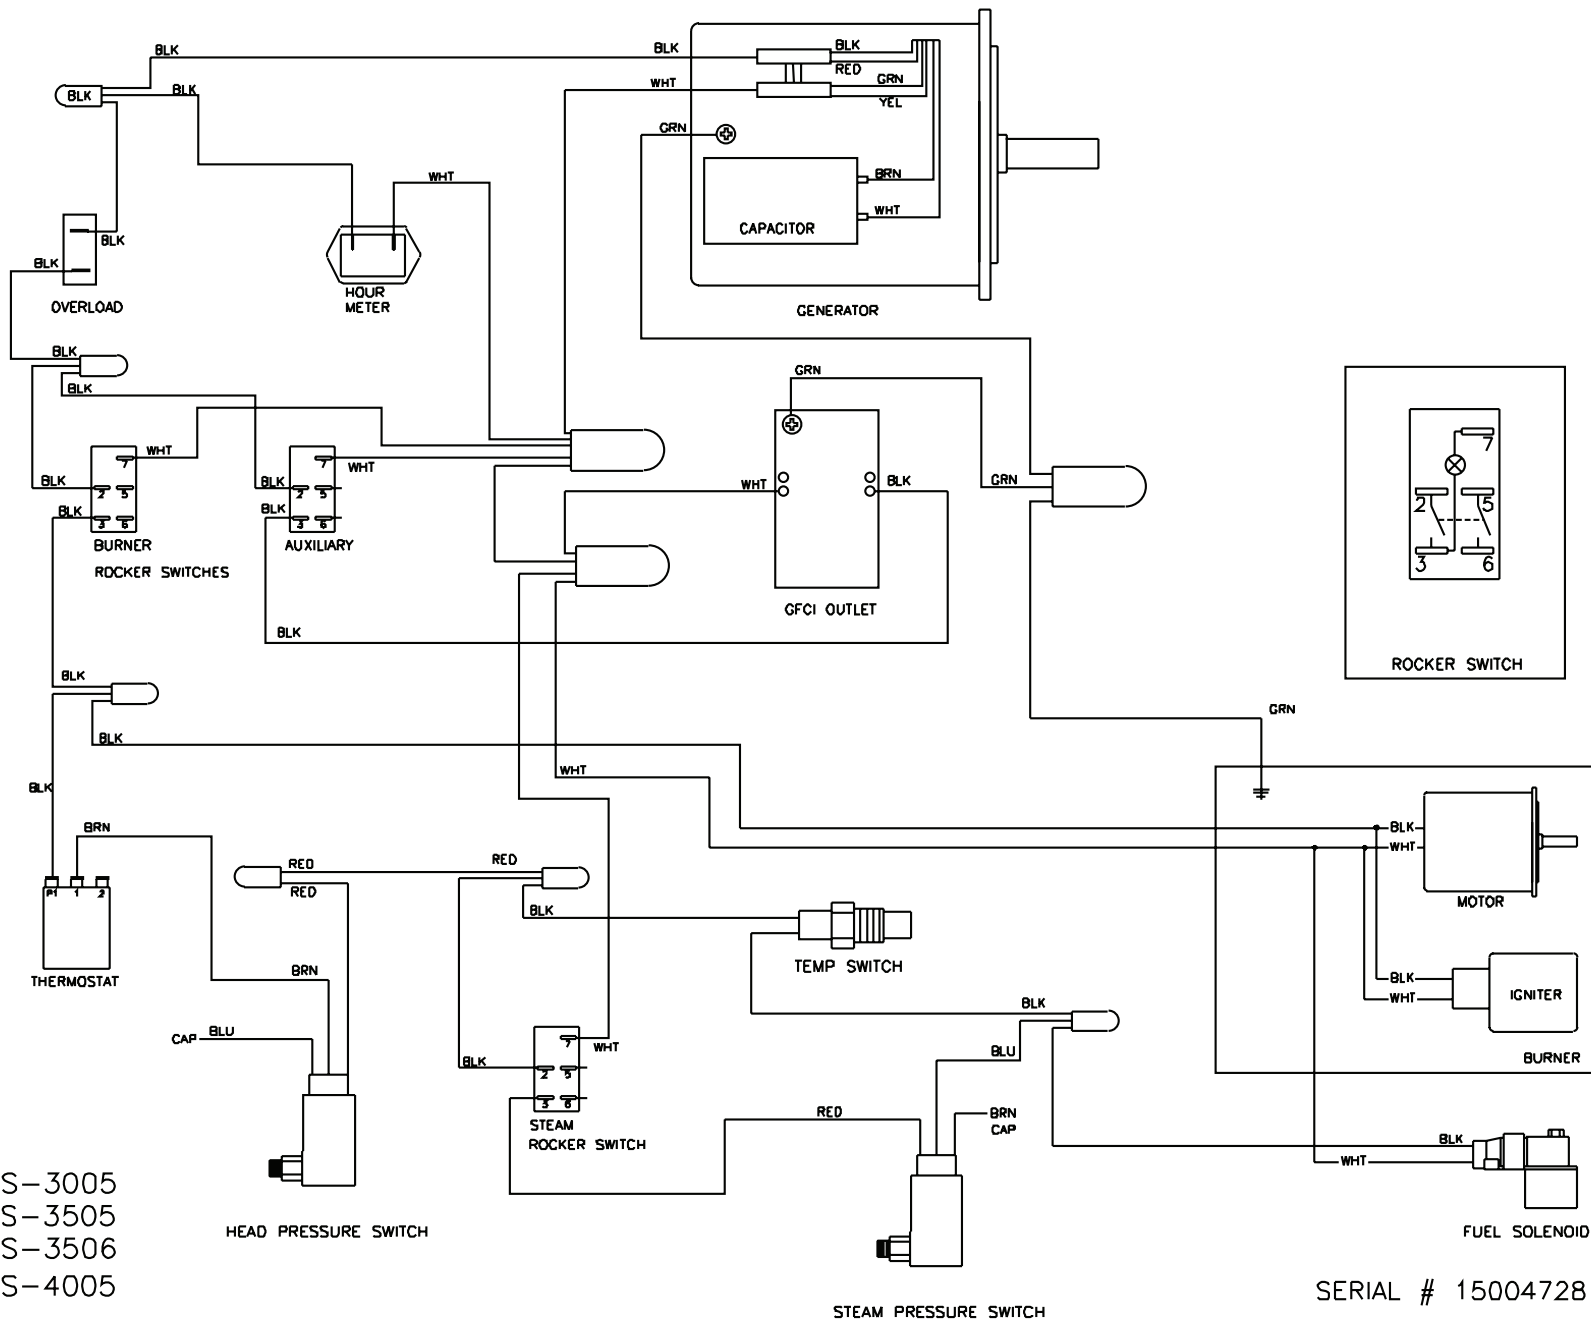 BLK
BLK
BLK
RED
WHT
GRN
YEL
BLK
BLK
GRN
BRN
WHT
WHT
CAPACITOR
BLK
BLK
OVERLOAD
HOUR
METER
GENERATOR
BLK
BLK
GRN
WHT
7
WHT
7
BLK
2 5
BLK
2 5
WHT
BLK
GRN
BLK
3 6
BLK
3 6
BURNER
AUXILIARY
ROCKER SWITCHES
GFCI OUTLET
BLK
7
2
5
3
6
ROCKER SWITCH
BLK
GRN
BLK
WHT
BLK
BRN
BLK
WHT
MOTOR
P1 1 2
THERMOSTAT
RED
RED
RED
BLK
TEMP SWITCH
BRN
BLK
WHT
IGNITER
BURNER
CAP
BLU
BLK
BLU
7
WHT
BLK
2 5
3 6
STEAM
ROCKER SWITCH
RED
BRN
CAP
BLK
WHT
FUEL SOLENOID
S-3005
S-3505
S-3506
S-4005
HEAD PRESSURE SWITCH
STEAM PRESSURE SWITCH
SERIAL # 15004728